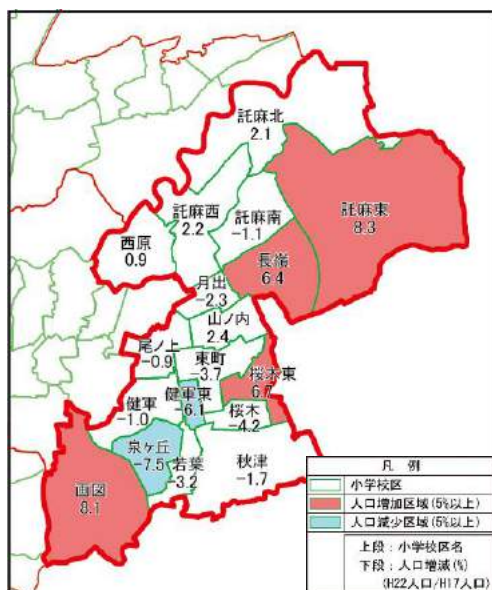 託麻北
2.1
託麻西
2.2
託麻南
-1.1
託麻東
8.3
西原
0.9
長嶺
6.4
月出
-2.3
山ノ内
2.4
尾ノ上
-0.9
東町
-3.7
桜木東
6.7
健軍東
-6.1
健軍
-1.0
桜木
-4.2
泉ヶ丘
-7.5
若葉
-3.2
秋津
-1.7
画図
8.1
凡 例
小学校区
人口増加区域(5%以上)
人口減少区域(5%以上)
上段：小学校区名
下段：人口増減(%)
(H22人口/H17人口)